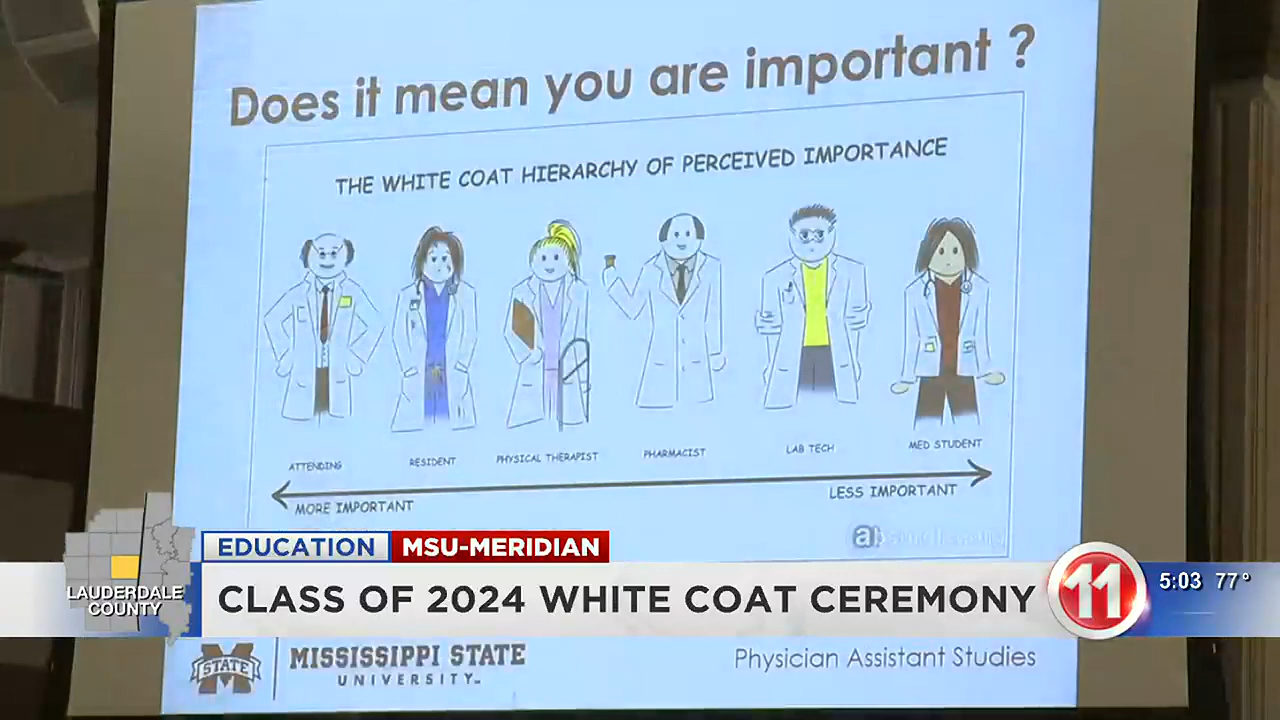 Does it mean you are important ?
THE WHITE COAT HIERARCHY OF PERCEIVED IMPORTANCE
ATTENDING
RESIDENT
PHYSICAL THERAPIST
PHARMACIST
LAB TECH
MED STUDENT
MORE IMPORTANT
LESS IMPORTANT
EDUCATION
MSU-MERIDIAN
LAUDERDALE
COUNTY
CLASS OF 2024 WHITE COAT CEREMONY
11
5:03 77°
STATE
MISSISSIPPI STATE
UNIVERSITY™
Physician Assistant Studies